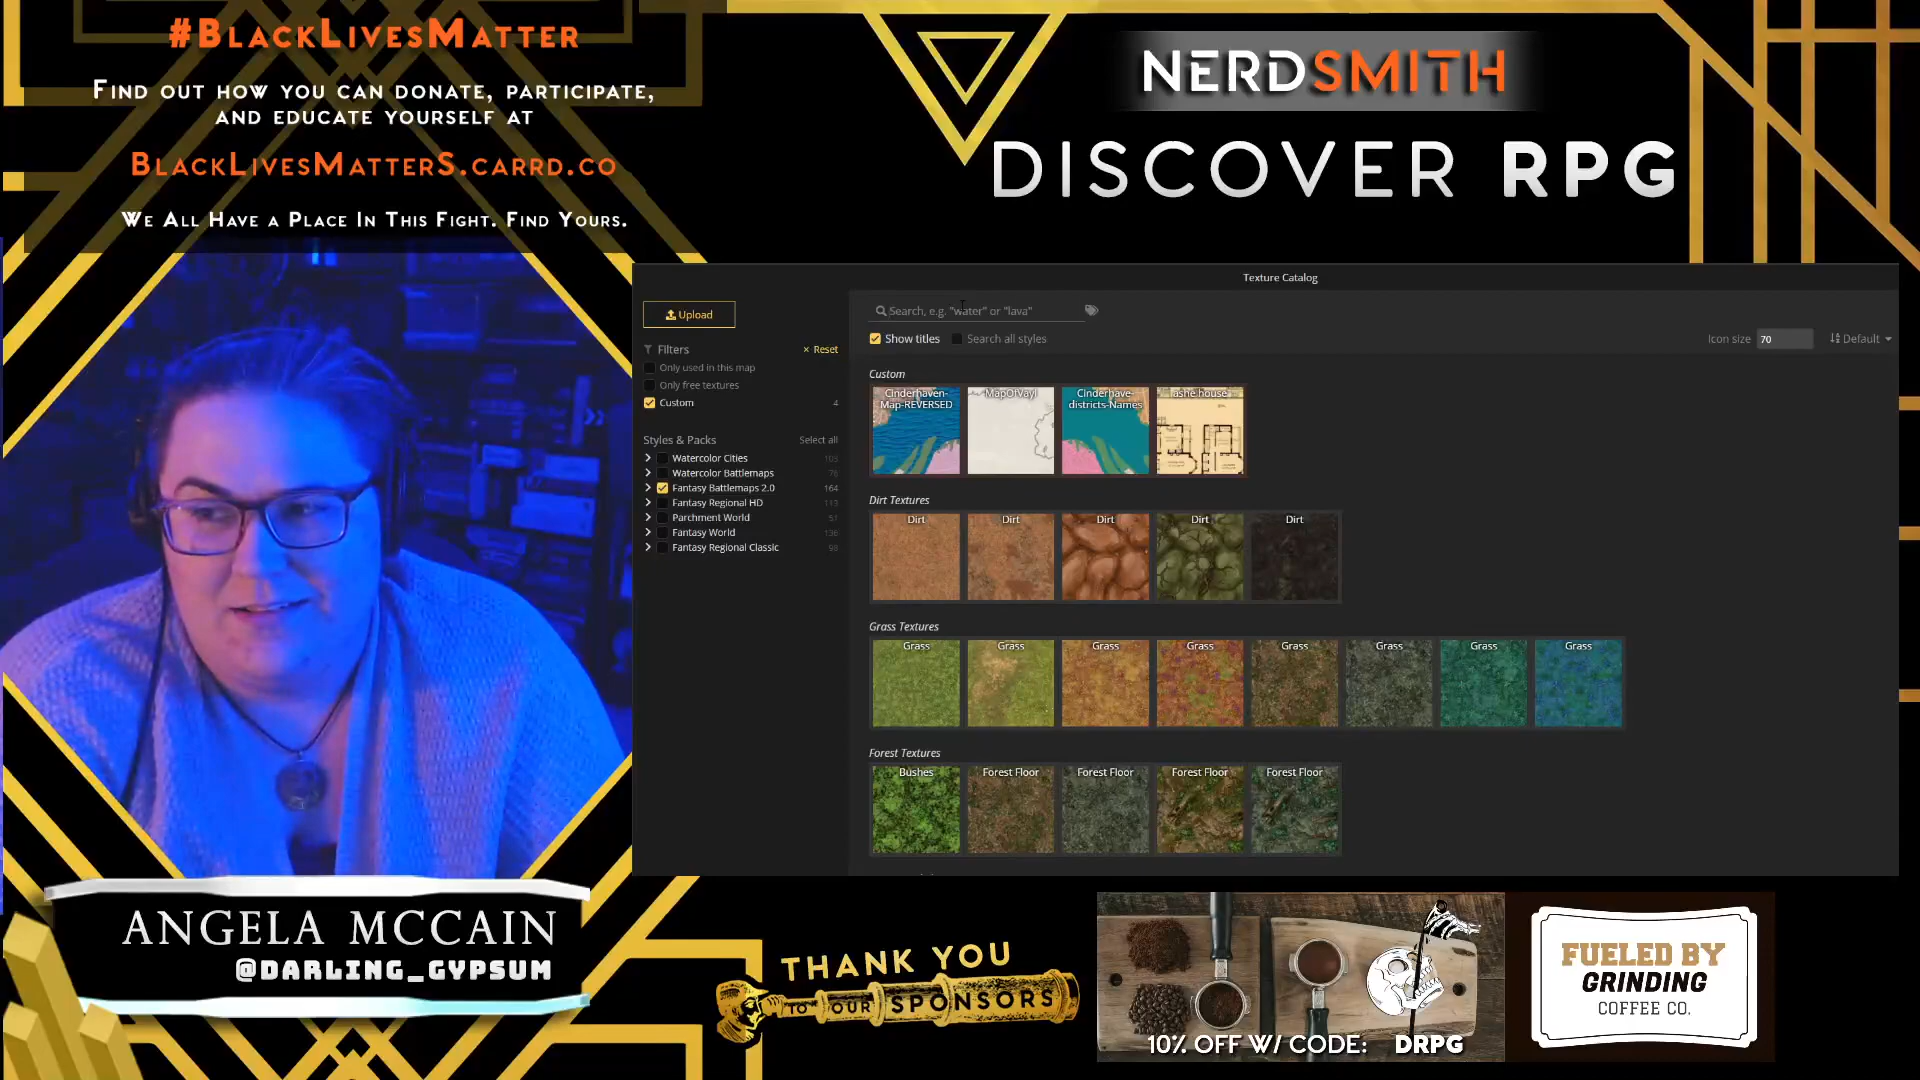 #BlackLivesMatter
Find out how you can donate, participate,
and educate yourself at
BlackLivesMatterS.carrd.co
We All Have a Place In This Fight. Find Yours.
NERDSMITH
DISCOVER RPG
Texture Catalog
Upload
Search, e.g. "water" or "lava"
Show titles
Search all styles
Icon size
70
Default
Filters
× Reset
Only used in this map
Only free textures
Custom
4
Styles & Packs
Select all
Watercolor Cities
Watercolor Battlemaps
Fantasy Battlemaps 2.0
164
Fantasy Regional HD
113
Parchment World
51
Fantasy World
136
Fantasy Regional Classic
98
Custom
Cinderhaven-
Map-REVERSED
MapOfVayl
Cinderhave-
districts-Names
ashe house
Dirt Textures
Dirt
Dirt
Dirt
Dirt
Dirt
Grass Textures
Grass
Grass
Grass
Grass
Grass
Grass
Grass
Grass
Forest Textures
Bushes
Forest Floor
Forest Floor
Forest Floor
Forest Floor
ANGELA MCCAIN
@DARLING_GYPSUM
THANK YOU
TO OUR SPONSORS
10% OFF W/ CODE: DRPG
FUELED BY
GRINDING
COFFEE CO.